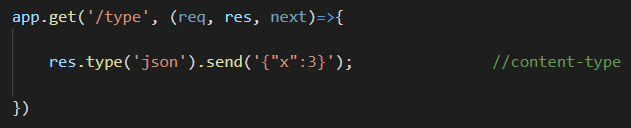 app.get('/type', (req, res, next)=>{
res.type('json').send('{"x":3}'); //content-type
})